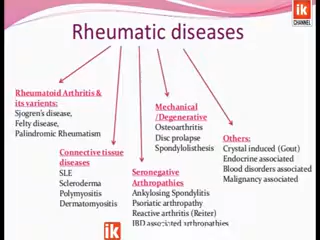 ik
CHANNEL
Rheumatic diseases
Rheumatoid Arthritis &
its varients:
Sjogren's disease,
Felty disease,
Palindromic Rheumatism
Connective tissue
diseases
SLE
Scleroderma
Polymyositis
Dermatomyositis
Mechanical
/Degenerative
Osteoarthritis
Disc prolapse
Spondylolisthesis
Seronegative
Arthropathies
Ankylosing Spondylitis
Psoriatic arthropathy
Reactive arthritis (Reiter)
IBD associated arthropathies
Others:
Crystal induced (Gout)
Endocrine associated
Blood disorders associated
Malignancy associated
ik